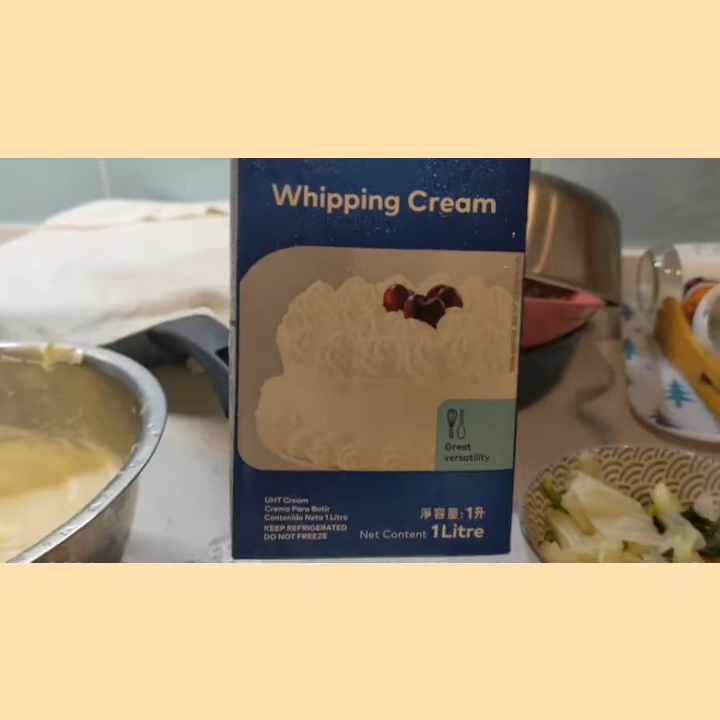 Whipping Cream
Great
versatility
UHT Cream
Crema Para Batir
Contenido Neto 1 Litro
KEEP REFRIGERATED
DO NOT FREEZE
淨容量:1升
Net Content 1Litre